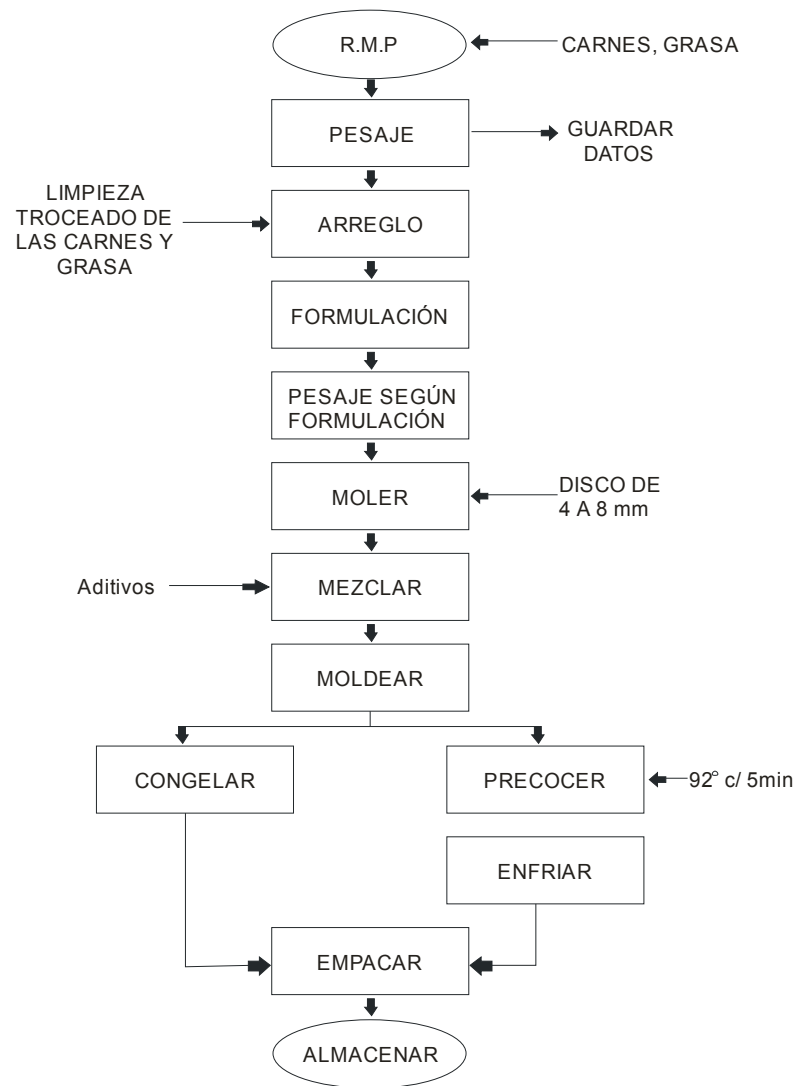 R.M.P
CARNES, GRASA
PESAJE
GUARDAR
DATOS
LIMPIEZA
TROCEADO DE
LAS CARNES Y
GRASA
ARREGLO
FORMULACIÓN
PESAJE SEGÚN
FORMULACIÓN
MOLER
DISCO DE
4 A 8 mm
Aditivos
MEZCLAR
MOLDEAR
CONGELAR
PRECOCER
92° c/ 5min
ENFRIAR
EMPACAR
ALMACENAR